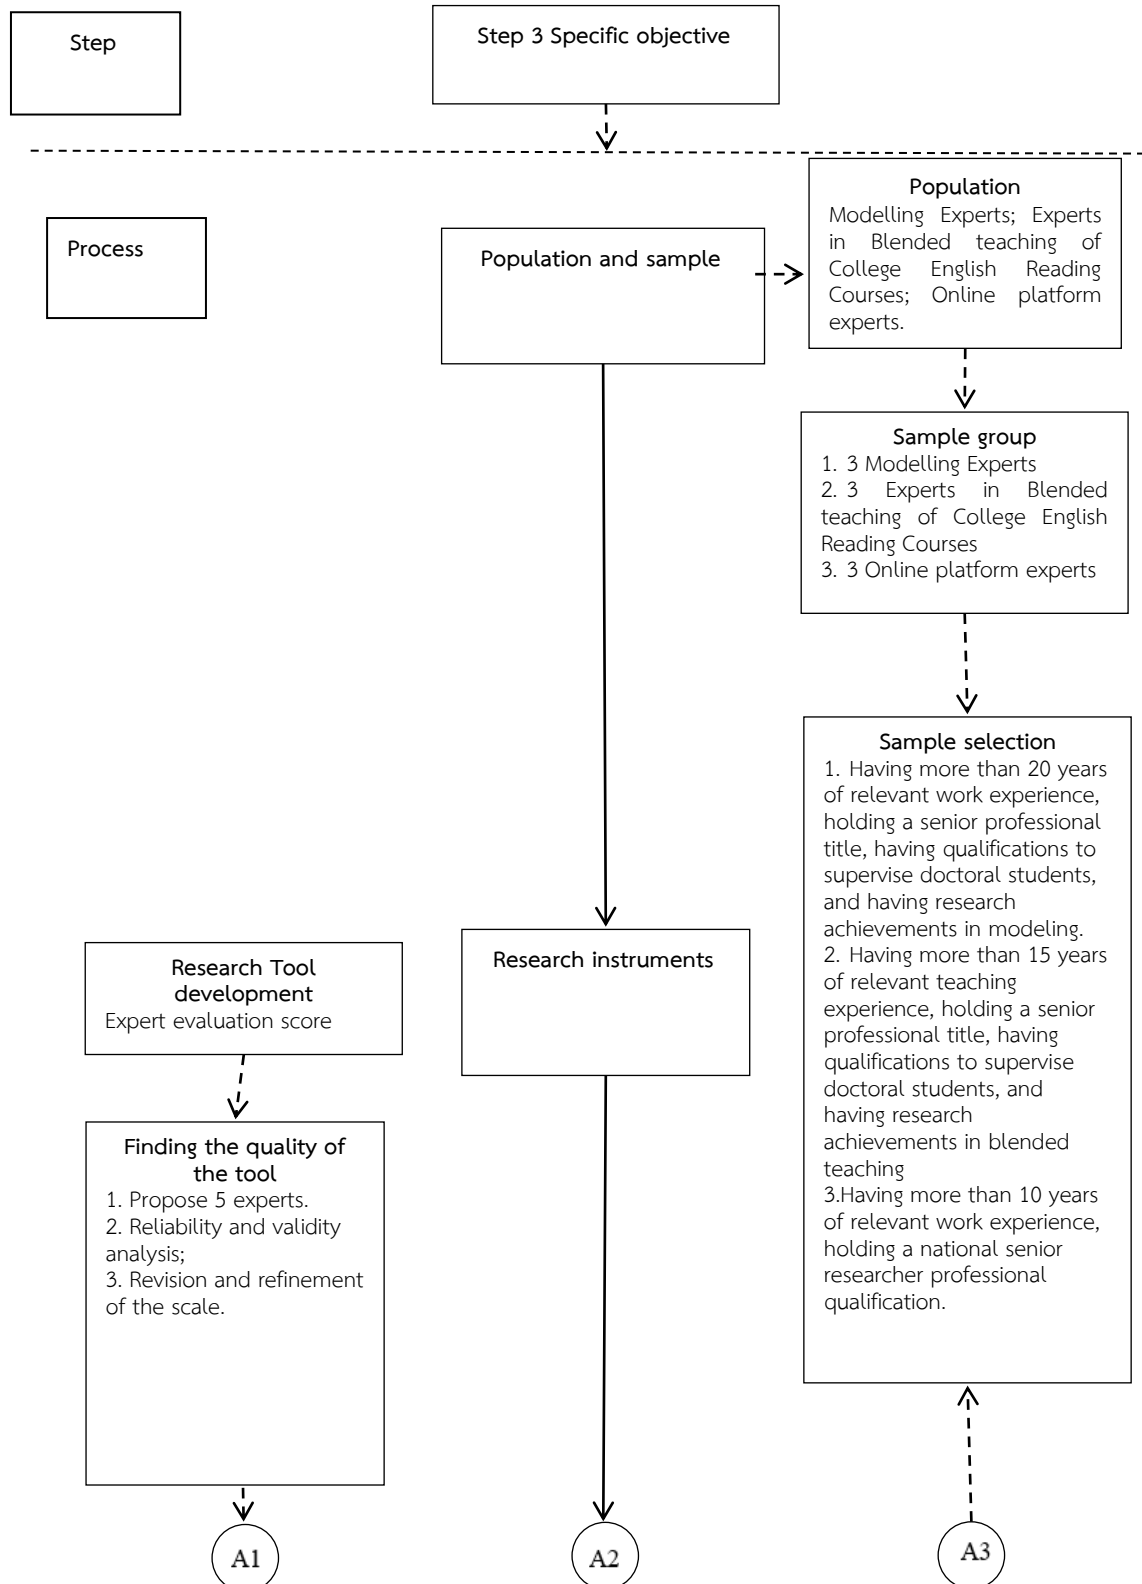 Step
Step 3 Specific objective
Process
Population and sample
Population
Modelling Experts; Experts
in Blended teaching of
College English Reading
Courses; Online platform
experts.
Sample group
1. 3 Modelling Experts
2. 3 Experts in Blended
teaching of College English
Reading Courses
3. 3 Online platform experts
Sample selection
1. Having more than 20 years
of relevant work experience,
holding a senior professional
title, having qualifications to
supervise doctoral students,
and having research
achievements in modeling.
2. Having more than 15 years
of relevant teaching
experience, holding a senior
professional title, having
qualifications to supervise
doctoral students, and
having research
achievements in blended
teaching
3.Having more than 10 years
of relevant work experience,
holding a national senior
researcher professional
qualification.
Research instruments
Research Tool
development
Expert evaluation score
Finding the quality of
the tool
1. Propose 5 experts.
2. Reliability and validity
analysis;
3. Revision and refinement
of the scale.
A1
A2
A3